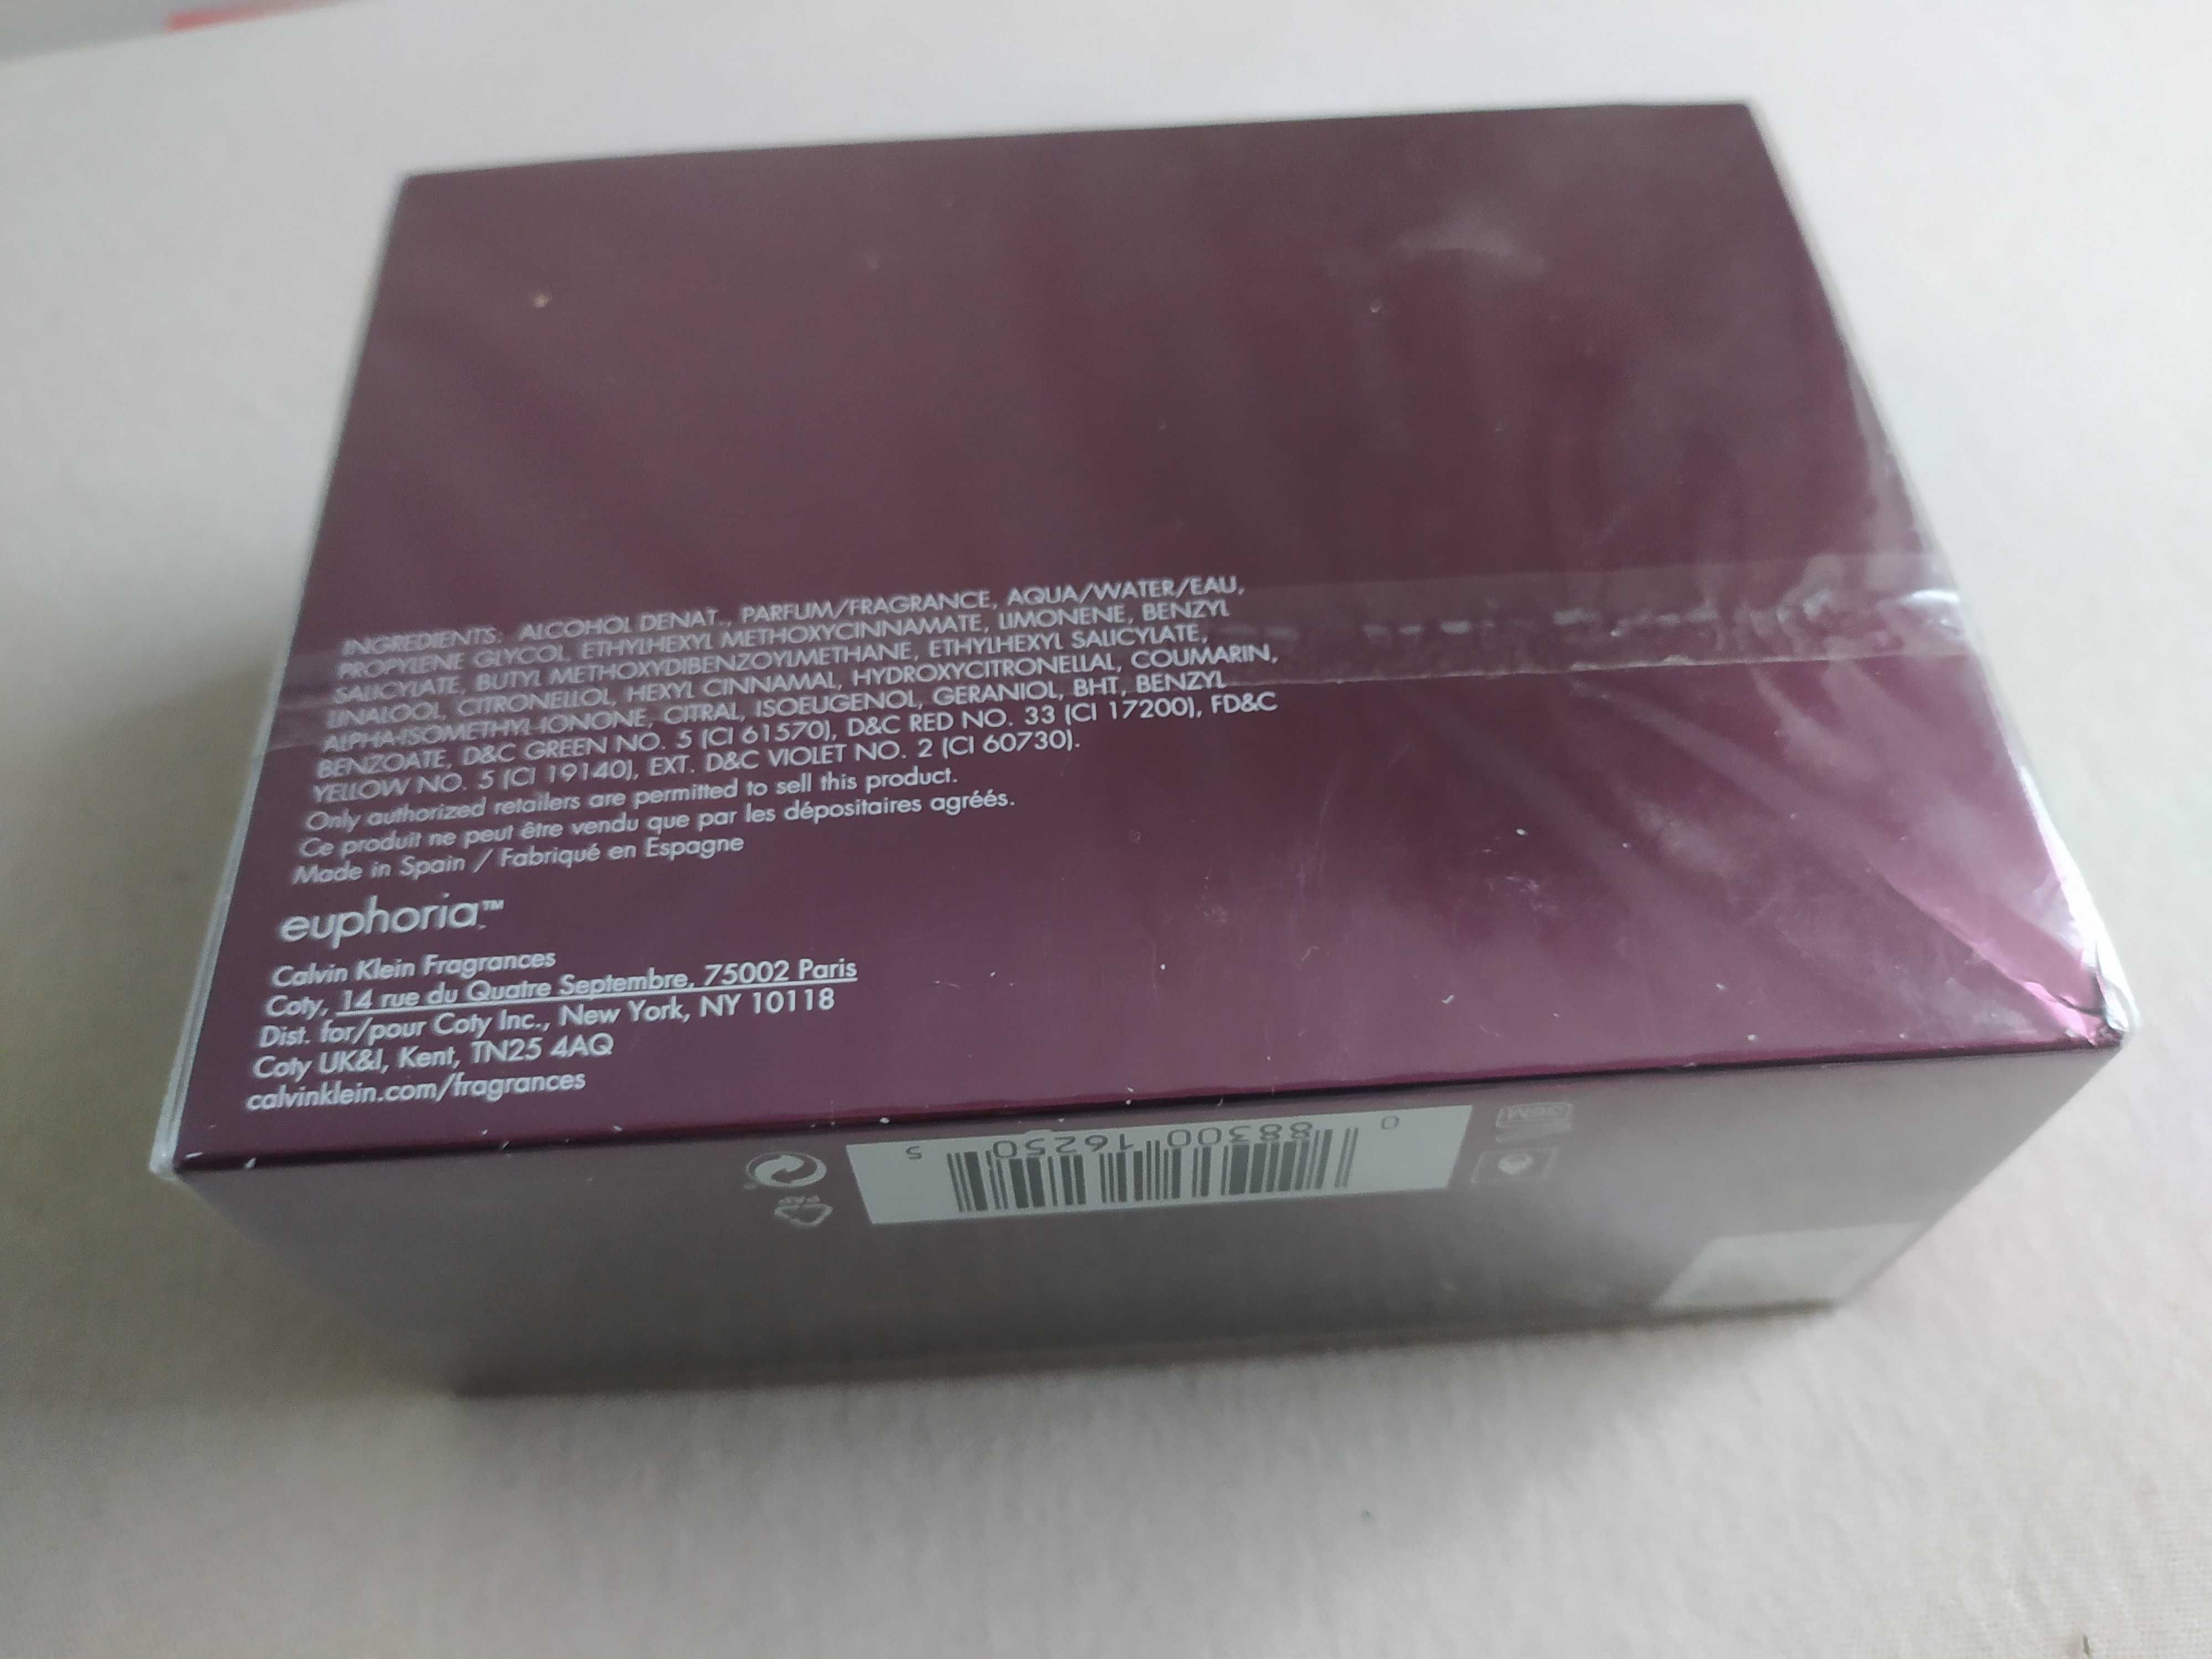 INGREDIENTS: ALCOHOL DENAT., PARFUM/FRAGRANCE, AQUA/WATER/EAU,
PROPYLENE GLYCOL, ETHYLHEXYL METHOXYCINNAMATE, LIMONENE, BENZYL
SALICYLATE, BUTYL METHOXYDIBENZOYLMETHANE, ETHYLHEXYL SALICYLATE,
LINALOOL, CITRONELLOL, HEXYL CINNAMAL, HYDROXYCITRONELLAL, COUMARIN,
ALPHA-ISOMETHYL IONONE, CITRAL, ISOEUGENOL, GERANIOL, BHT, BENZYL
BENZOATE, D&C GREEN NO. 5 (CI 61570), D&C RED NO. 33 (CI 17200), FD&C
YELLOW NO. 5 (CI 19140), EXT. D&C VIOLET NO. 2 (CI 60730).
Only authorized retailers are permitted to sell this product.
Ce produit ne peut être vendu que par les dépositaires agréés.
Made in Spain / Fabriqué en Espagne
euphoria™
Calvin Klein Fragrances
Coty, 14 rue du Quatre Septembre, 75002 Paris
Dist. for/pour Coty Inc., New York, NY 10118
Coty UK&I, Kent, TN25 4AQ
calvinklein.com/fragrances
0 88300 16250 5
36M